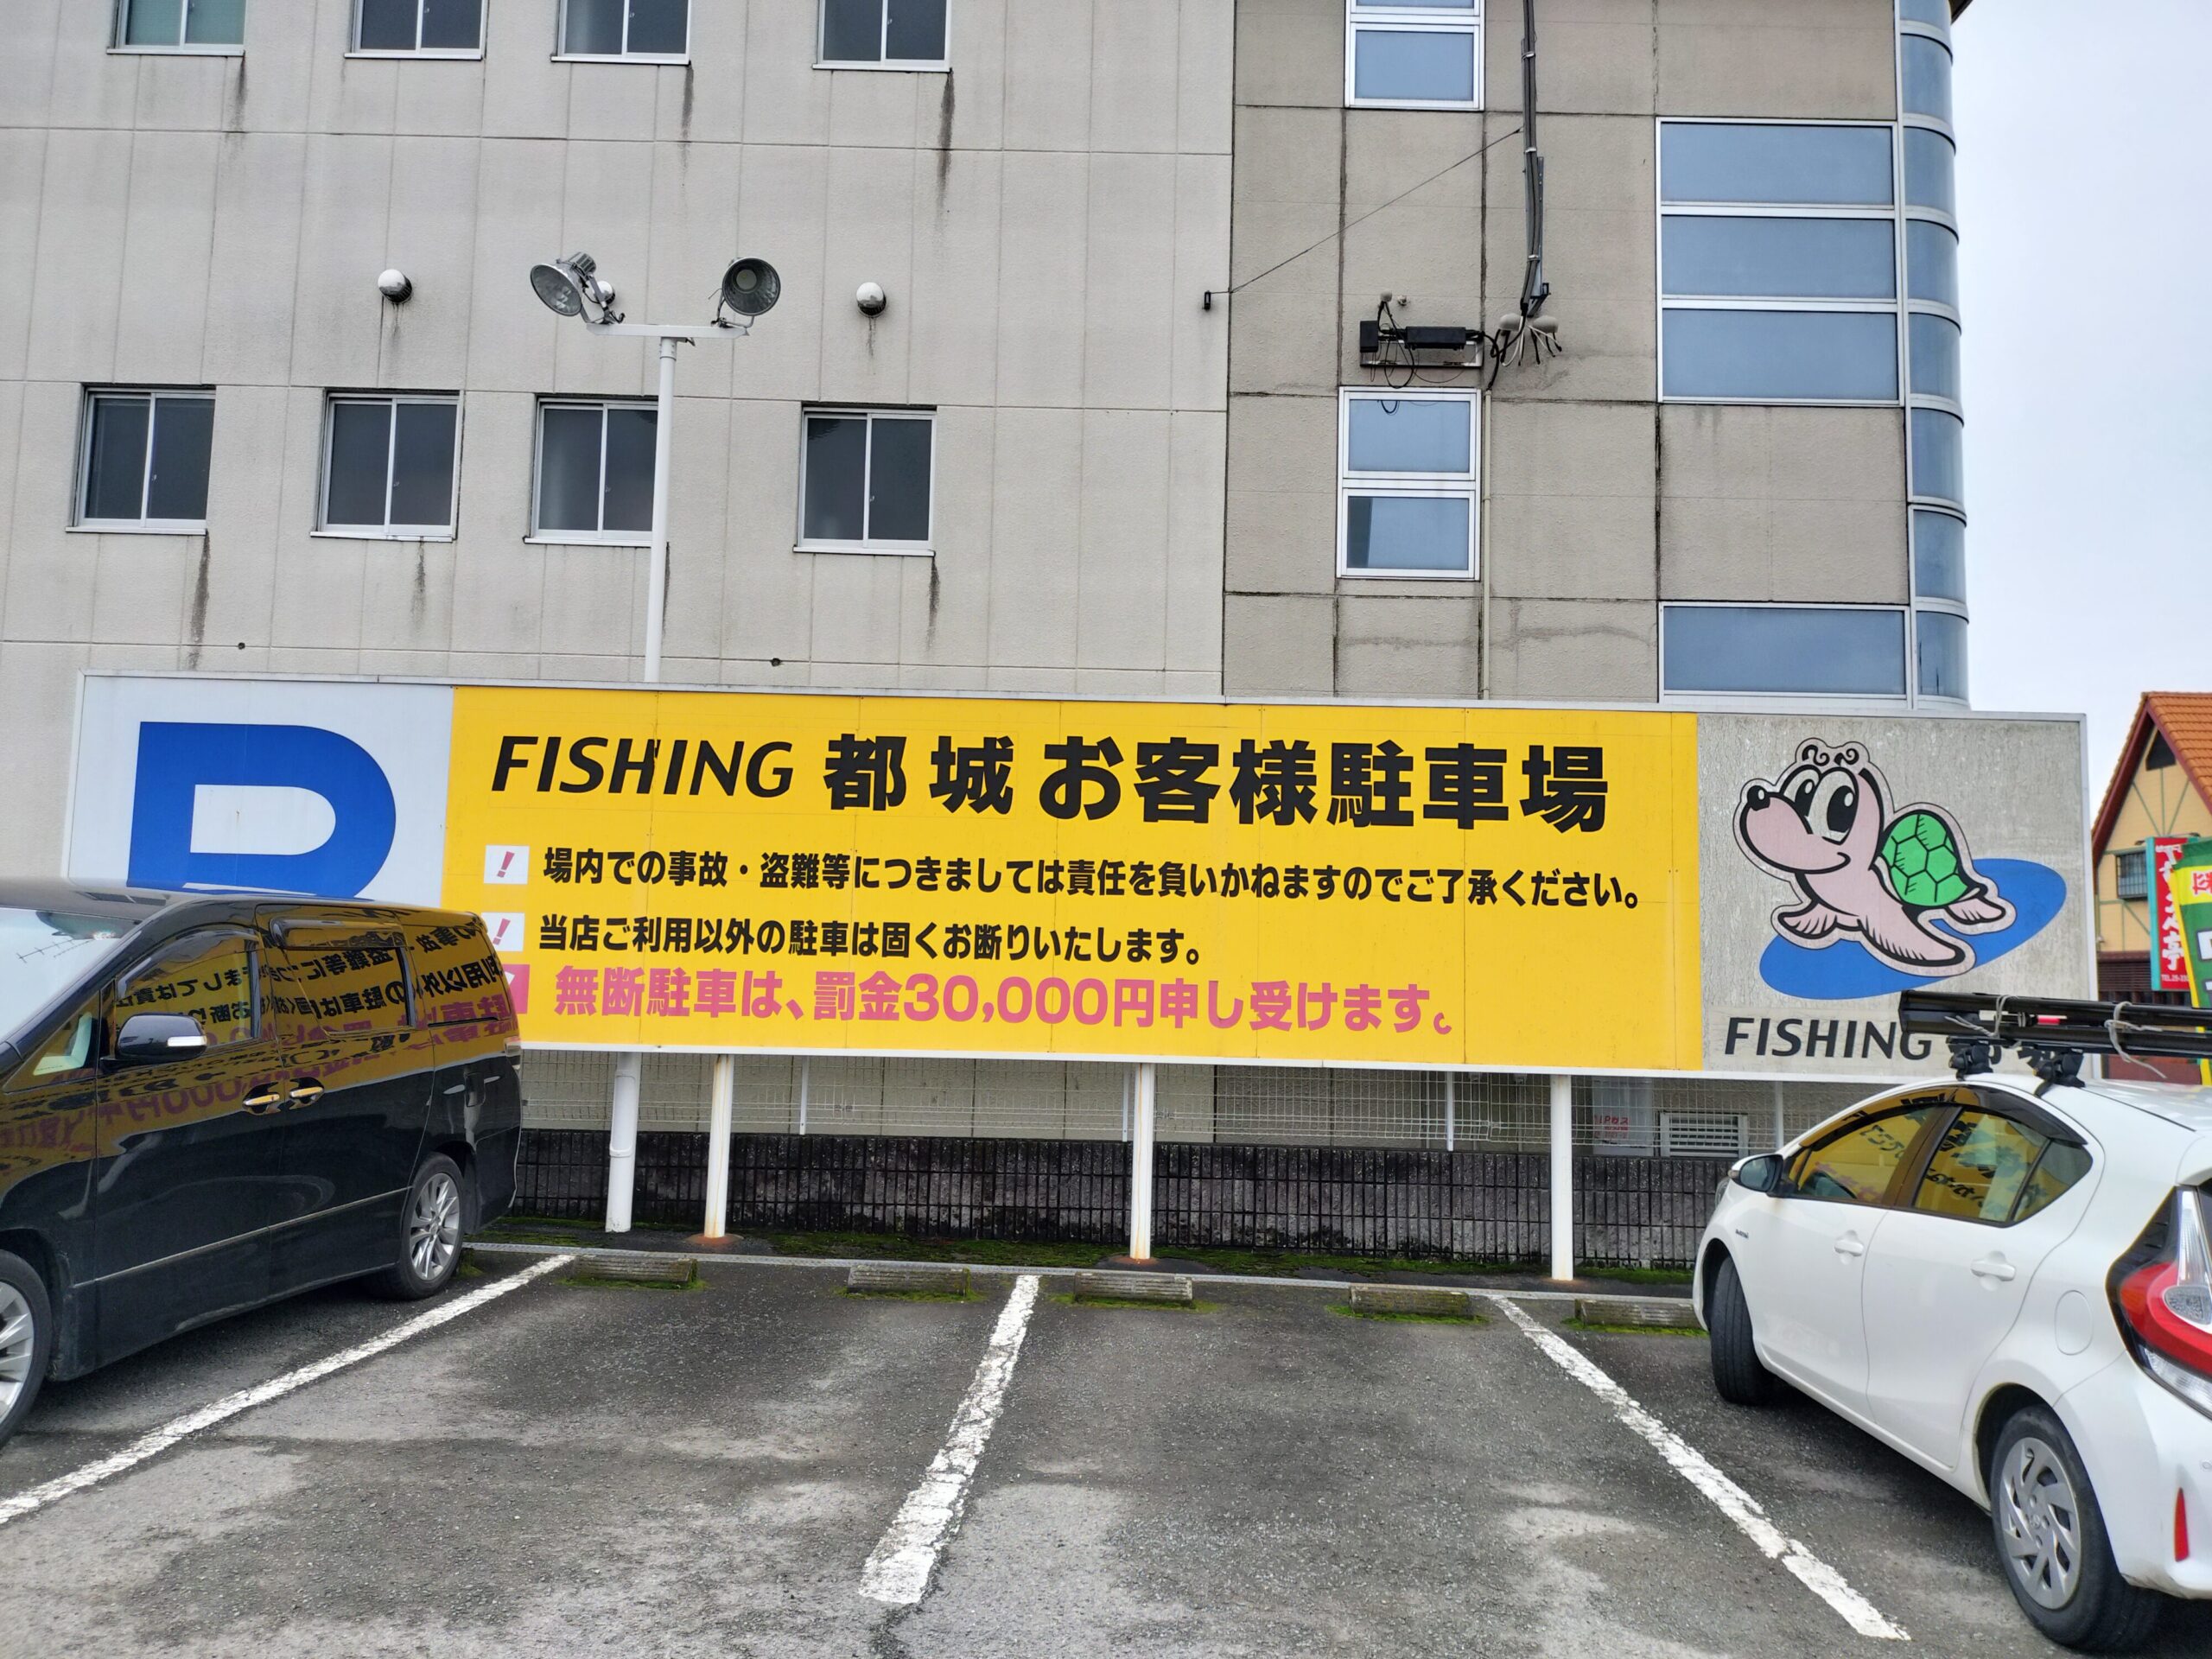 P
FISHING 都城 お客様駐車場
! 場内での事故・盗難等につきましては責任を負いかねますのでご了承ください。
! 当店ご利用以外の駐車は固くお断りいたします。
無断駐車は、罰金30,000円申し受けます。
FISHING